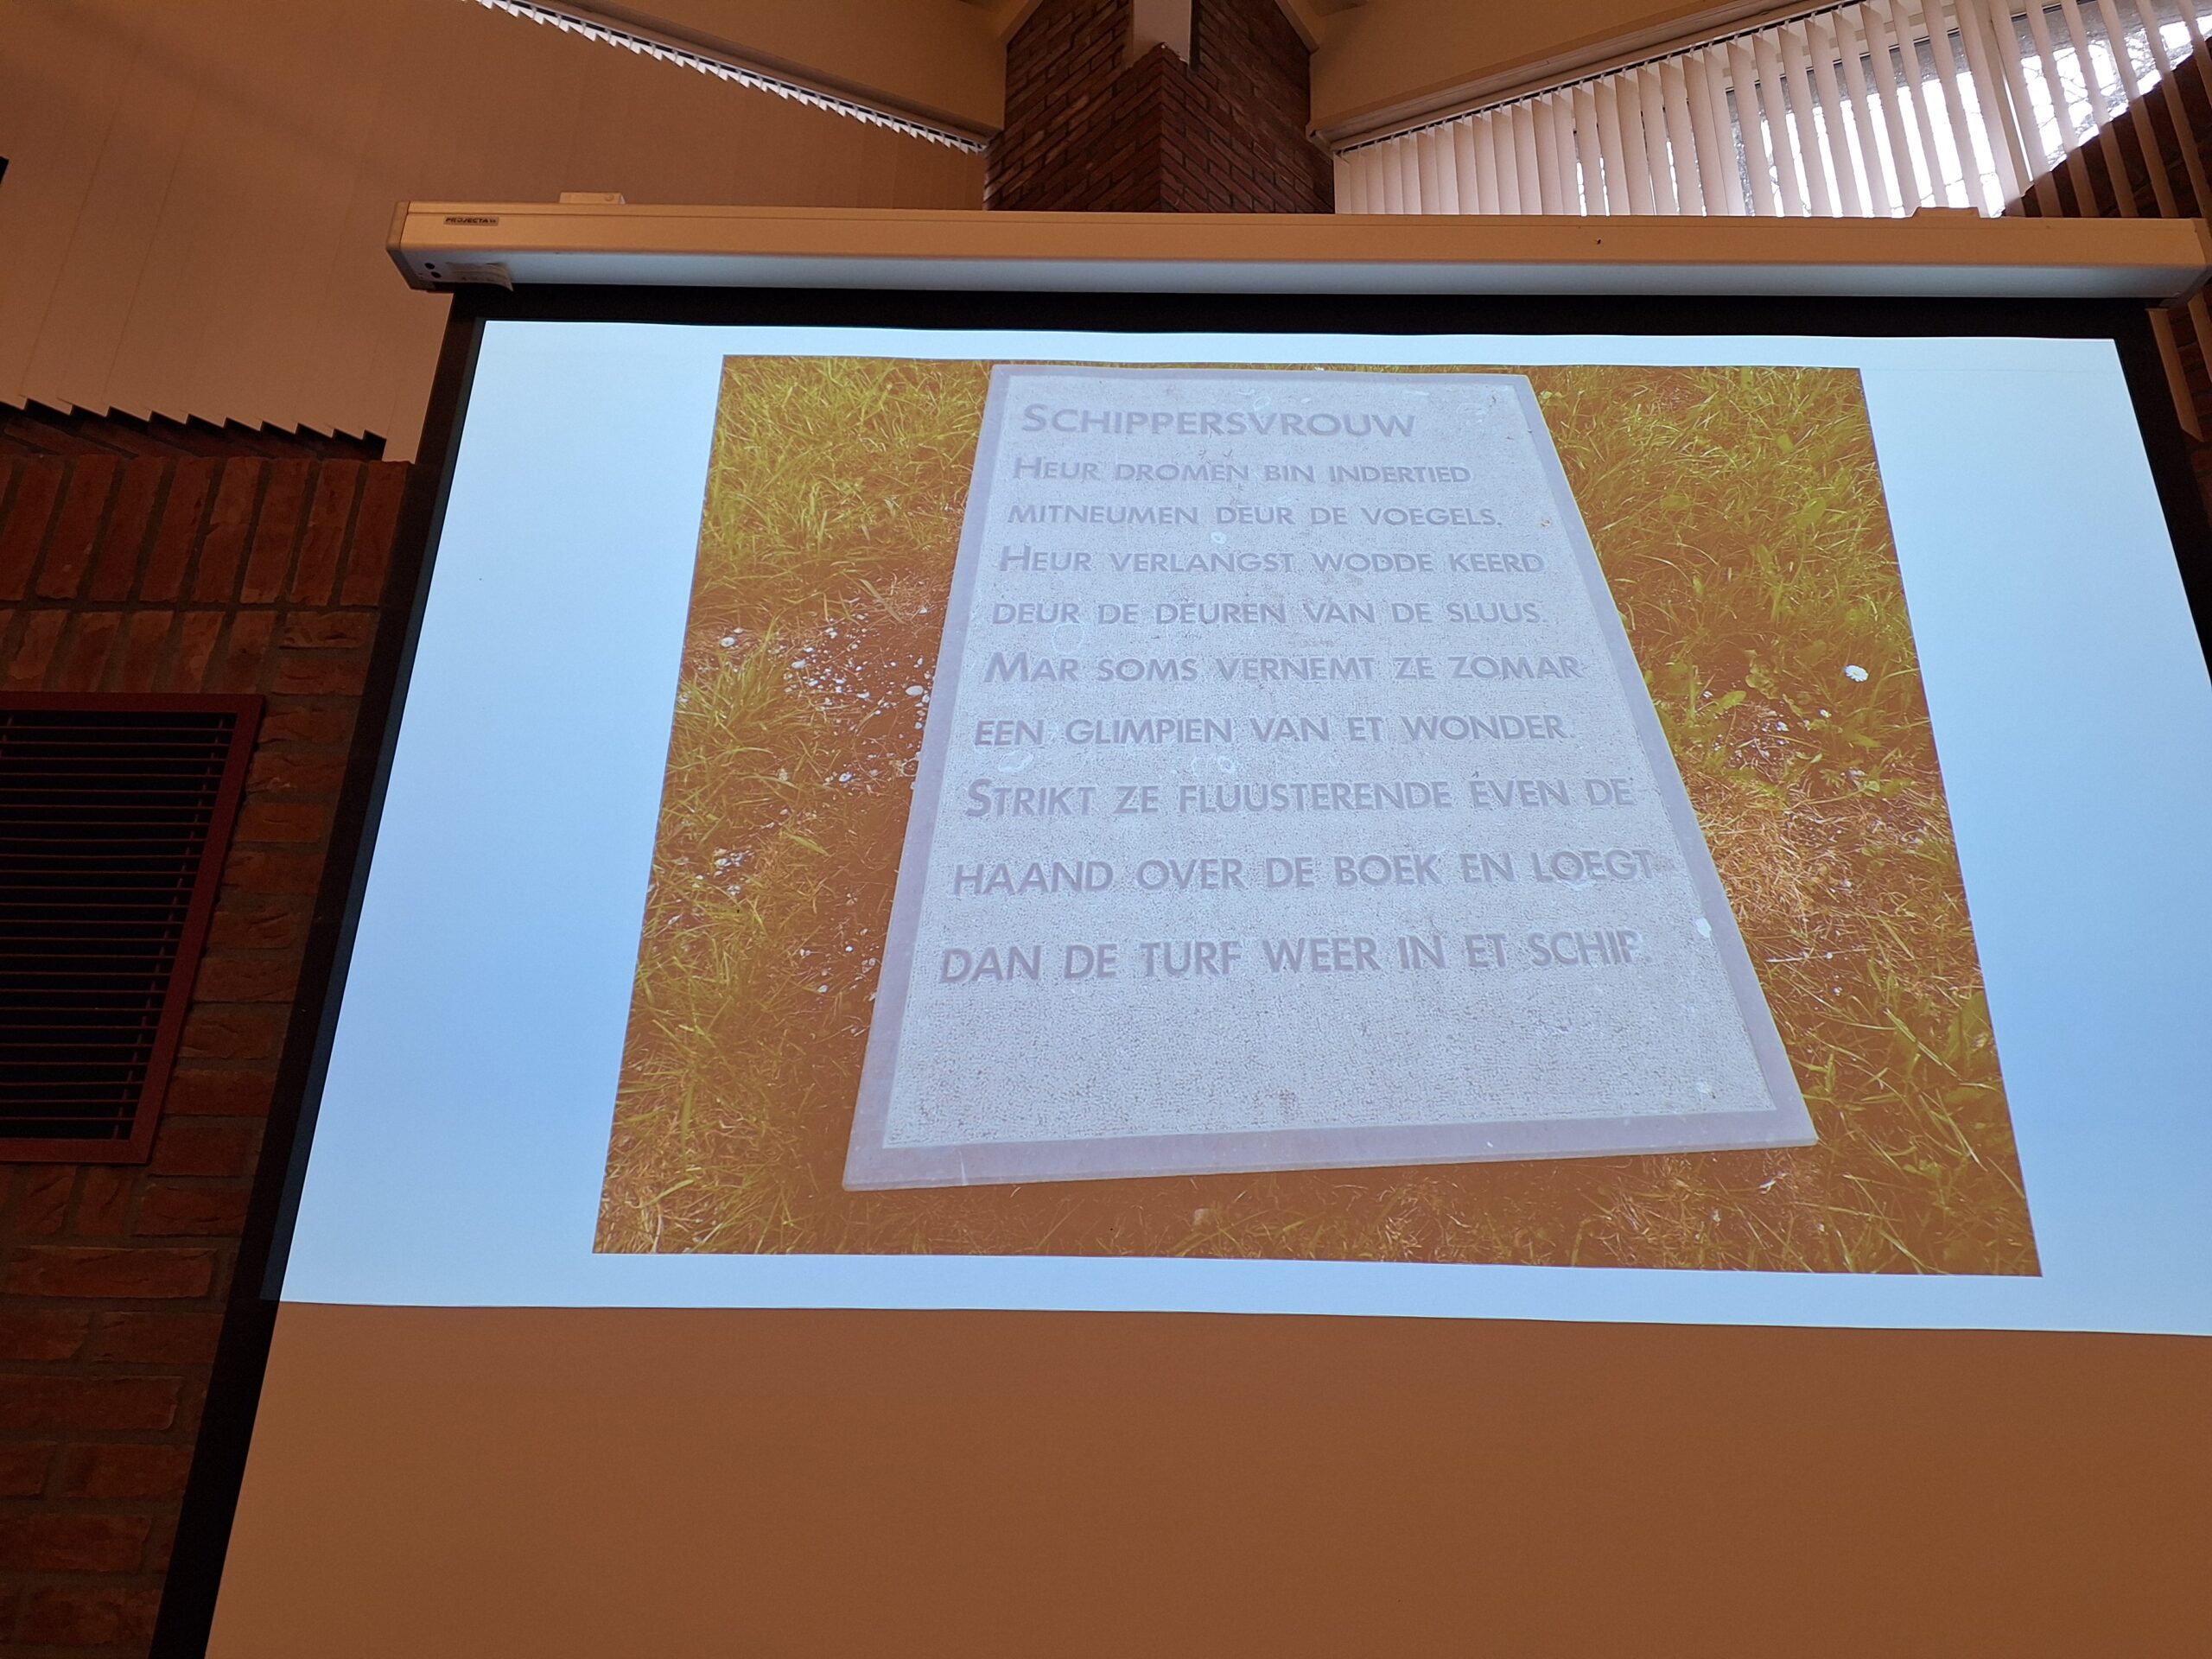 PROJECTA
SCHIPPERSVROUW
HEUR DROMEN BIN INDERTIED
MITNEUMEN DEUR DE VOEGELS.
HEUR VERLANGST WODDE KEERD
DEUR DE DEUREN VAN DE SLUUS.
MAR SOMS VERNEMT ZE ZOMAR
EEN GLIMPIEN VAN ET WONDER.
STRIKT ZE FLUUSTERENDE EVEN DE
HAAND OVER DE BOEK EN LOEGT
DAN DE TURF WEER IN ET SCHIP.